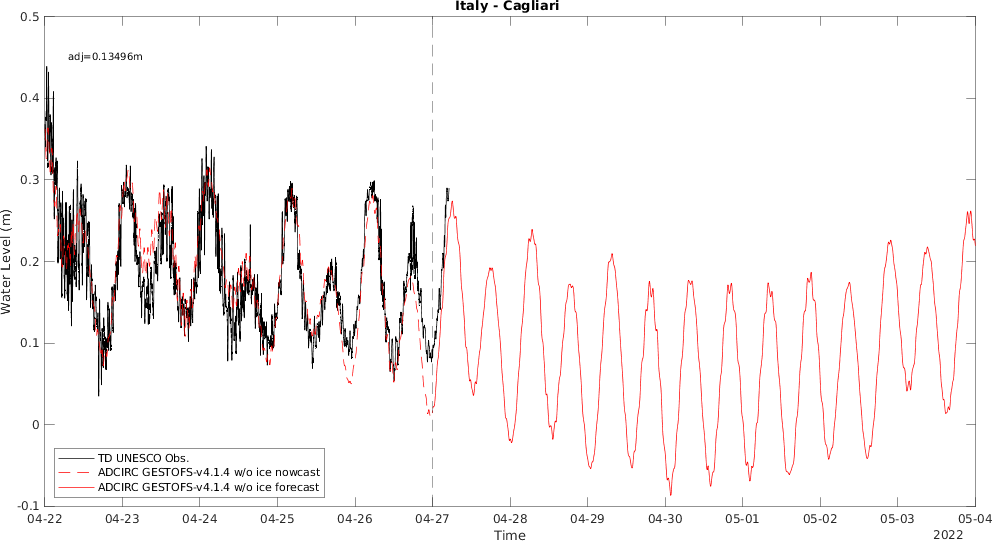 Italy - Cagliari
adj=0.13496m
0.5
0.4
0.3
0.2
0.1
0
-0.1
Water Level (m)
TD UNESCO Obs.
ADCIRC GESTOFS-v4.1.4 w/o ice nowcast
ADCIRC GESTOFS-v4.1.4 w/o ice forecast
04-22 04-23 04-24 04-25 04-26 04-27 04-28 04-29 04-30 05-01 05-02 05-03 05-04
Time
2022